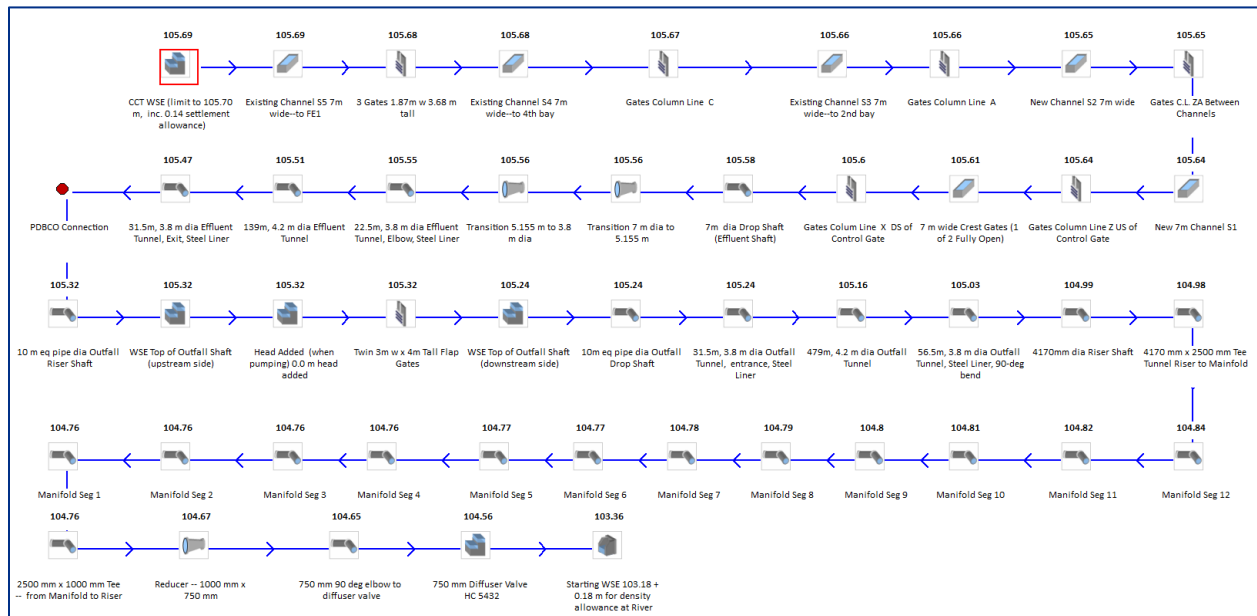 105.69 105.69 105.68 105.68 105.67 105.66 105.66 105.65 105.65
CCT WSE (limit to 105.70
m, inc. 0.14 settlement
allowance)
Existing Channel S5 7m
wide--to FE1
3 Gates 1.87m w 3.68 m
tall
Existing Channel S4 7m
wide--to 4th bay
Gates Column Line C
Existing Channel S3 7m
wide--to 2nd bay
Gates Column Line A
New Channel S2 7m wide
Gates C.L. ZA Between
Channels
105.47 105.51 105.55 105.56 105.56 105.58 105.6 105.61 105.64 105.64
PDBCO Connection
31.5m, 3.8 m dia Effluent
Tunnel, Exit, Steel Liner
139m, 4.2 m dia Effluent
Tunnel
22.5m, 3.8 m dia Effluent
Tunnel, Elbow, Steel Liner
Transition 5.155 m to 3.8
m dia
Transition 7 m dia to
5.155 m
7m dia Drop Shaft
(Effluent Shaft)
Gates Colum Line X DS of
Control Gate
7 m wide Crest Gates (1
of 2 Fully Open)
Gates Column Line Z US of
Control Gate
New 7m Channel S1
105.32 105.32 105.32 105.32 105.24 105.24 105.24 105.16 105.03 104.99 104.98
10 m eq pipe dia Outfall
Riser Shaft
WSE Top of Outfall Shaft
(upstream side)
Head Added (when
pumping) 0.0 m head
added
Twin 3m w x 4m Tall Flap
Gates
WSE Top of Outfall Shaft
(downstream side)
10m eq pipe dia Outfall
Drop Shaft
31.5m, 3.8 m dia Outfall
Tunnel, entrance, Steel
Liner
479m, 4.2 m dia Outfall
Tunnel
56.5m, 3.8 m dia Outfall
Tunnel, Steel Liner, 90-deg
bend
4170mm dia Riser Shaft
4170 mm x 2500 mm Tee
Tunnel Riser to Mainfold
104.76 104.76 104.76 104.76 104.77 104.77 104.78 104.79 104.8 104.81 104.82 104.84
Manifold Seg 1
Manifold Seg 2
Manifold Seg 3
Manifold Seg 4
Manifold Seg 5
Manifold Seg 6
Manifold Seg 7
Manifold Seg 8
Manifold Seg 9
Manifold Seg 10
Manifold Seg 11
Manifold Seg 12
104.76 104.67 104.65 104.56 103.36
2500 mm x 1000 mm Tee
-- from Manifold to Riser
Reducer -- 1000 mm x
750 mm
750 mm 90 deg elbow to
diffuser valve
750 mm Diffuser Valve
HC 5432
Starting WSE 103.18 +
0.18 m for density
allowance at River